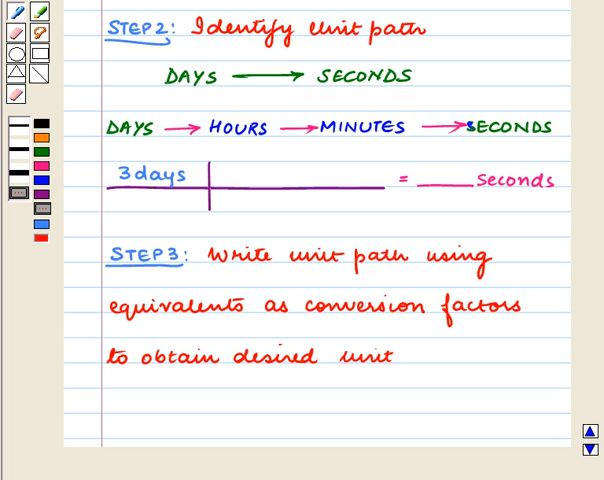 STEP 2: Identify Unit path
DAYS → SECONDS
DAYS → HOURS → MINUTES → SECONDS
3 days = ____ seconds
STEP 3: Write unit path using
equivalents as conversion factors
to obtain desired unit